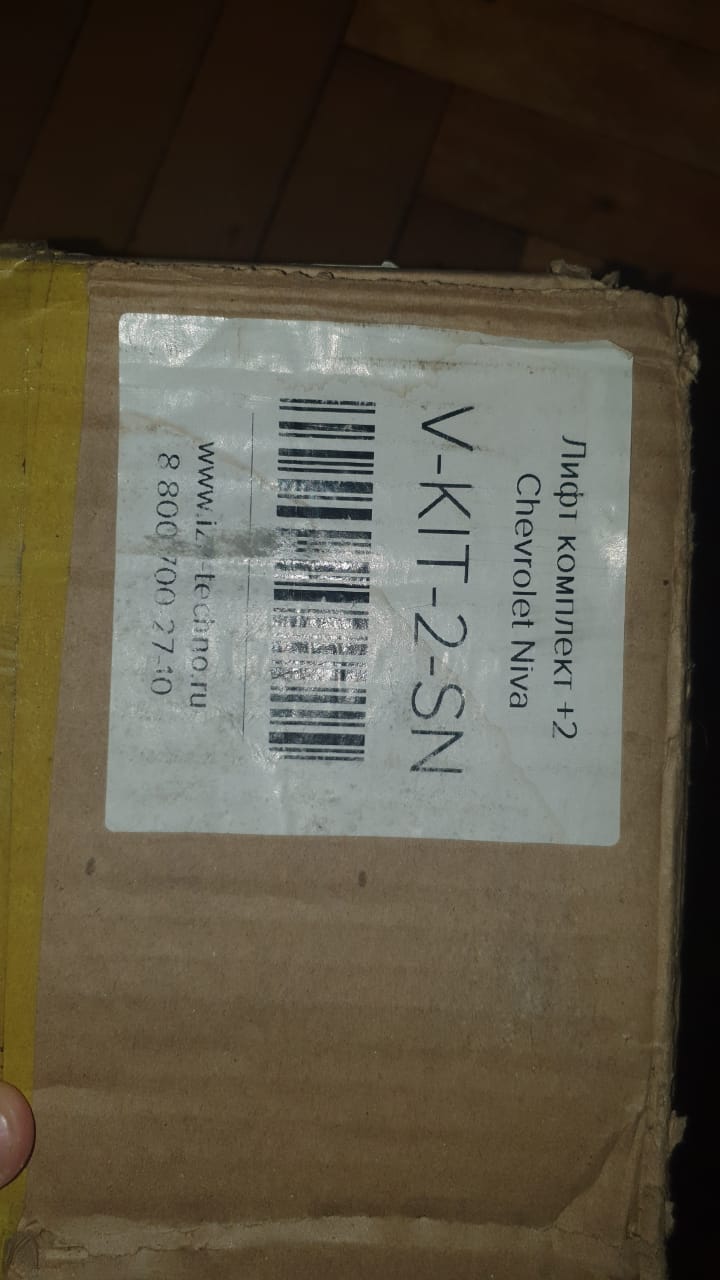 Лифт комплект +2
Chevrolet Niva
V-KIT-2-SN
8 800 700-27-10